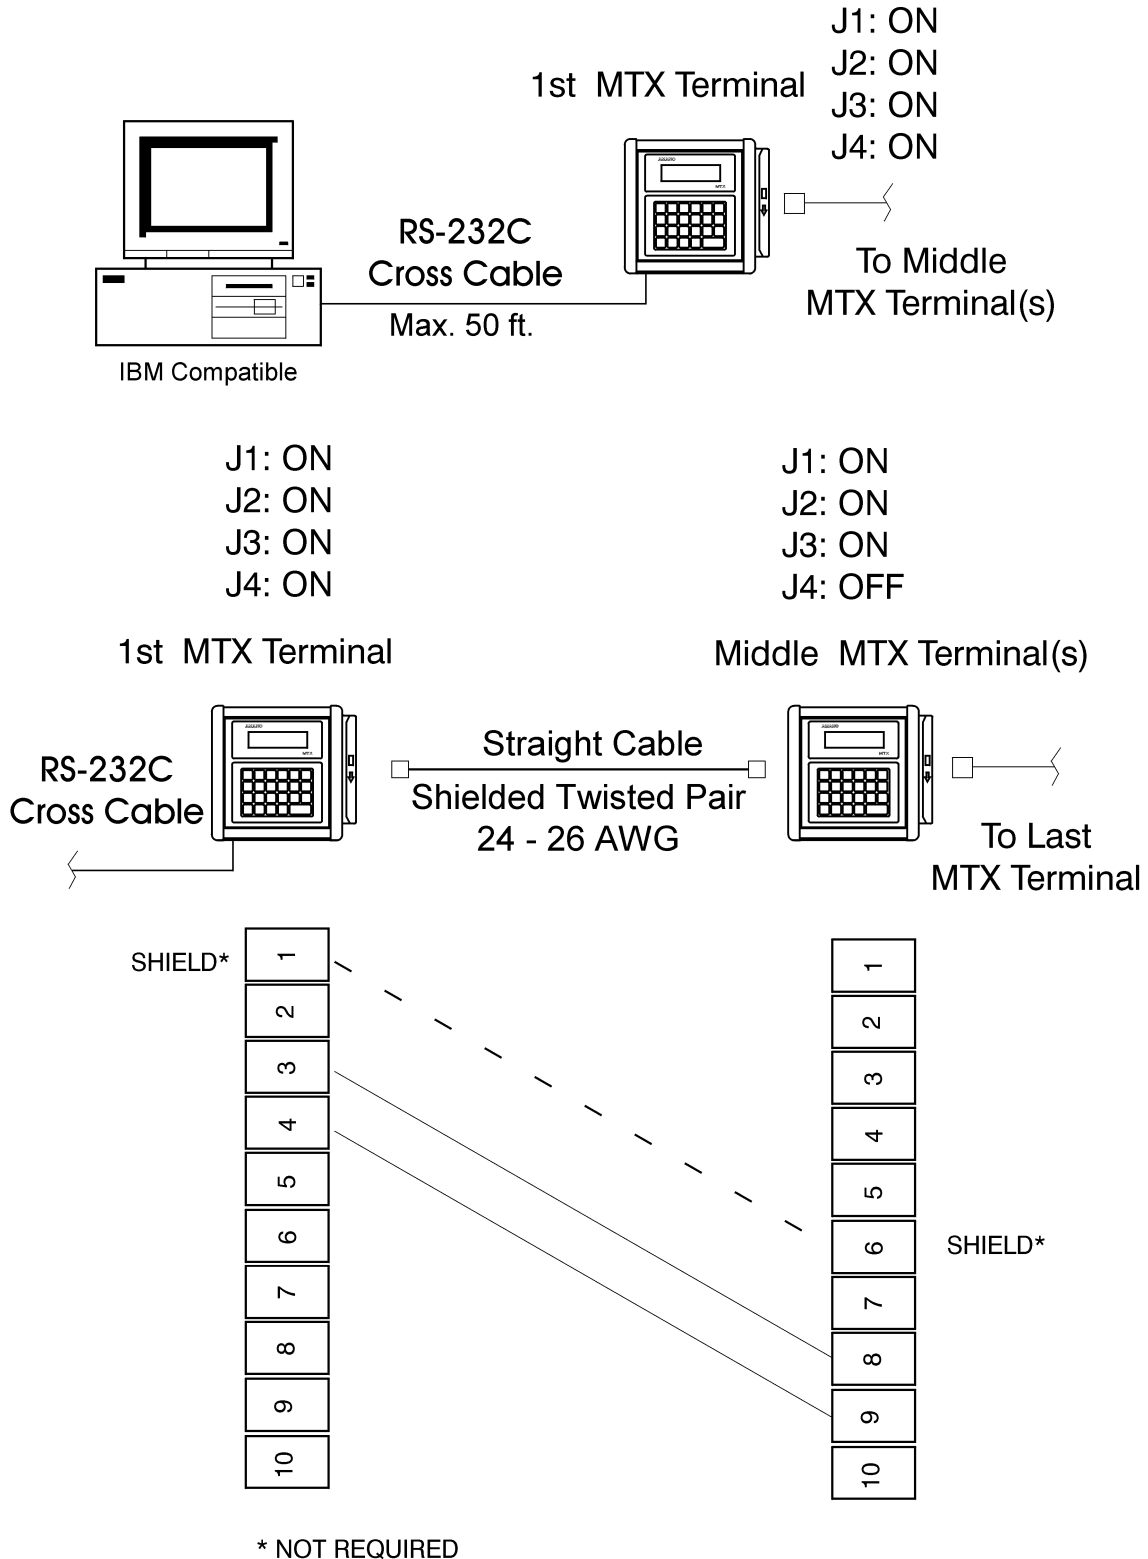 J1: ON
J2: ON
J3: ON
J4: ON
1st MTX Terminal
MTX
RS-232C
Cross Cable
Max. 50 ft.
To Middle
MTX Terminal(s)
IBM Compatible
J1: ON
J2: ON
J3: ON
J4: ON
1st MTX Terminal
J1: ON
J2: ON
J3: ON
J4: OFF
Middle MTX Terminal(s)
MTX
MTX
RS-232C
Cross Cable
Straight Cable
Shielded Twisted Pair
24 - 26 AWG
To Last
MTX Terminal
SHIELD*
1
2
3
4
5
6
7
8
9
10
1
2
3
4
5
6
7
8
9
10
SHIELD*
* NOT REQUIRED